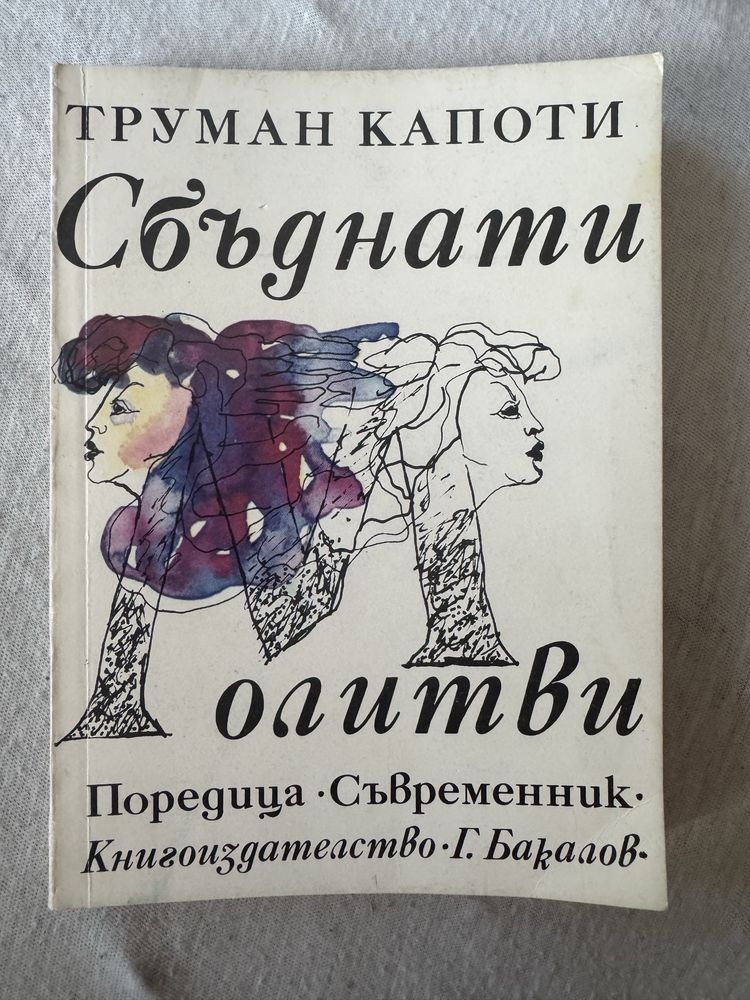 ТРУМАН КАПОТИ
Сбъднати
Молитви
Поредица · Съвременник ·
Книгоиздателство · Г. Бакалов ·